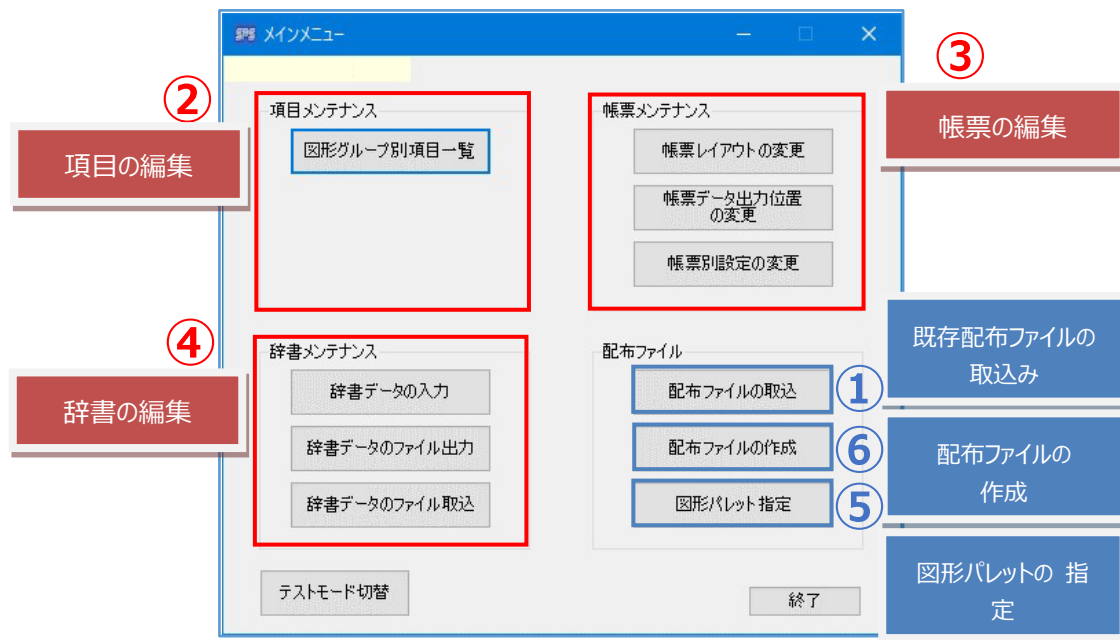 SPS メインメニュー
③
②
帳票の編集
項目の編集
項目メンテナンス
図形グループ別項目一覧
帳票メンテナンス
帳票レイアウトの変更
帳票データ出力位置
の変更
帳票別設定の変更
④
辞書の編集
辞書メンテナンス
辞書データの入力
辞書データのファイル出力
辞書データのファイル取込
配布ファイル
配布ファイルの取込
①
既存配布ファイルの
取込み
配布ファイルの作成
⑥
配布ファイルの
作成
図形パレット指定
⑤
図形パレットの 指
定
テストモード切替
終了